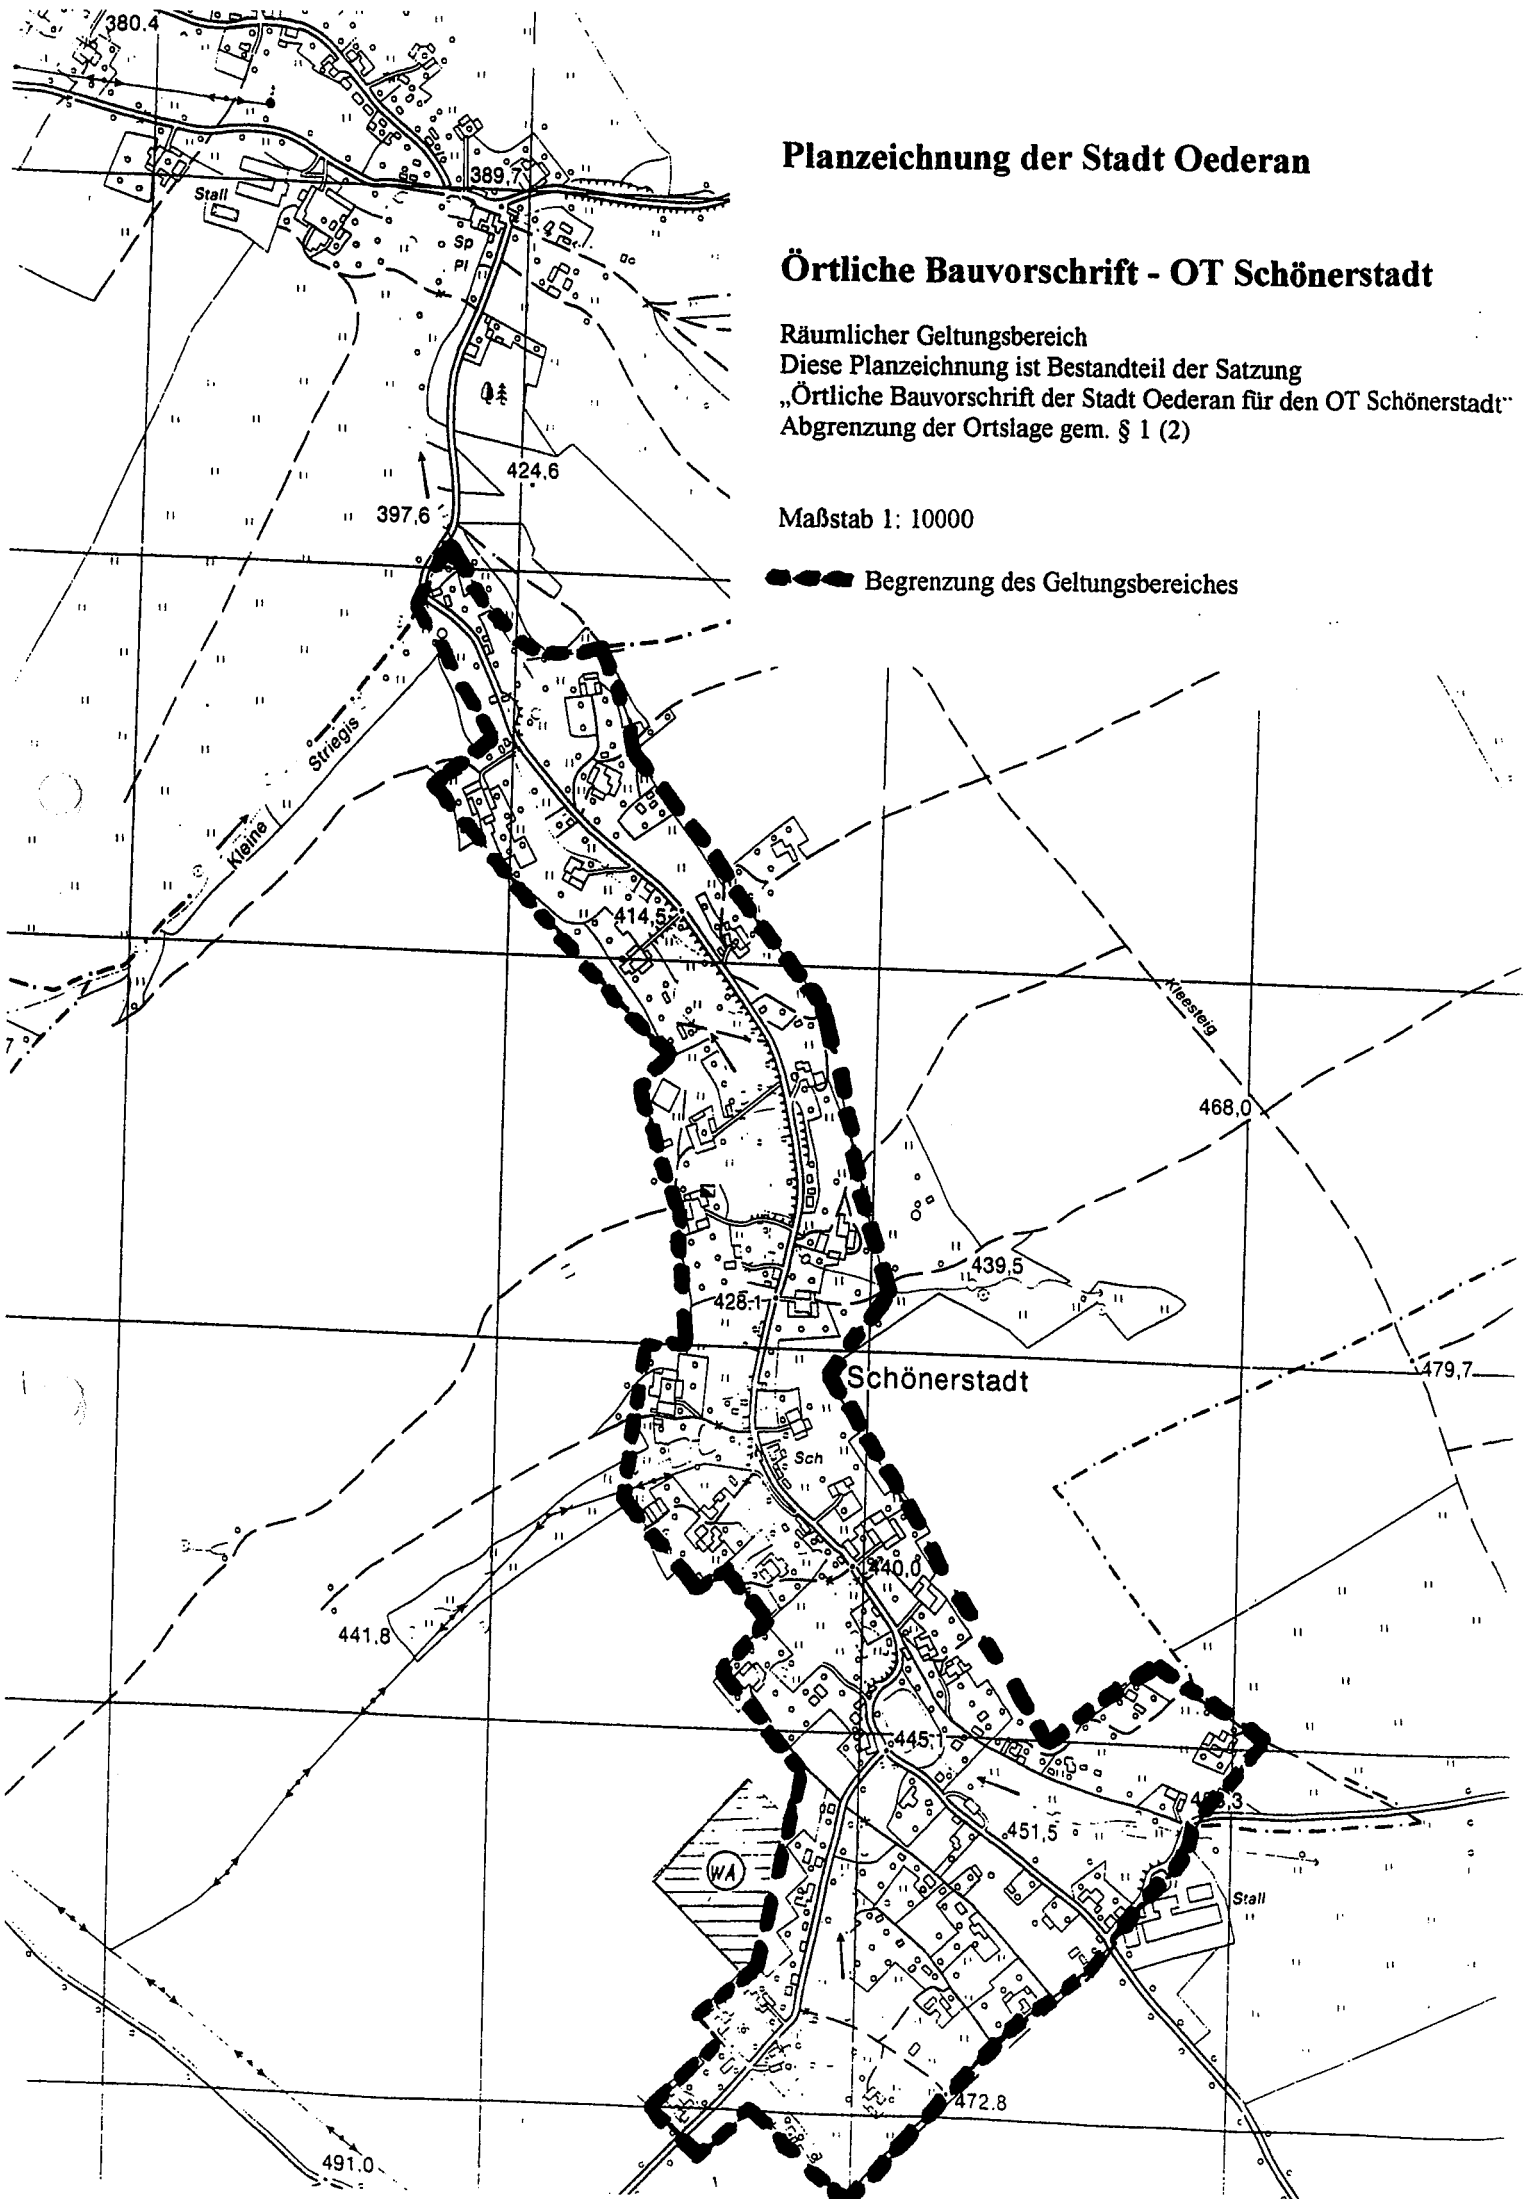 380.4
Planzeichnung der Stadt Oederan
389,7
Stall
Sp
Pl
Örtliche Bauvorschrift - OT Schönerstadt
Räumlicher Geltungsbereich
Diese Planzeichnung ist Bestandteil der Satzung
„Örtliche Bauvorschrift der Stadt Oederan für den OT Schönerstadt“
Abgrenzung der Ortslage gem. § 1 (2)
424,6
397,6
Maßstab 1: 10000
Begrenzung des Geltungsbereiches
Striegis
Kleine
414,5
Kleesteig
7
468,0
439,5
428.1
479,7
Schönerstadt
Sch
440,0
441,8
445,1
451,5
WA
Stall
472.8
491.0